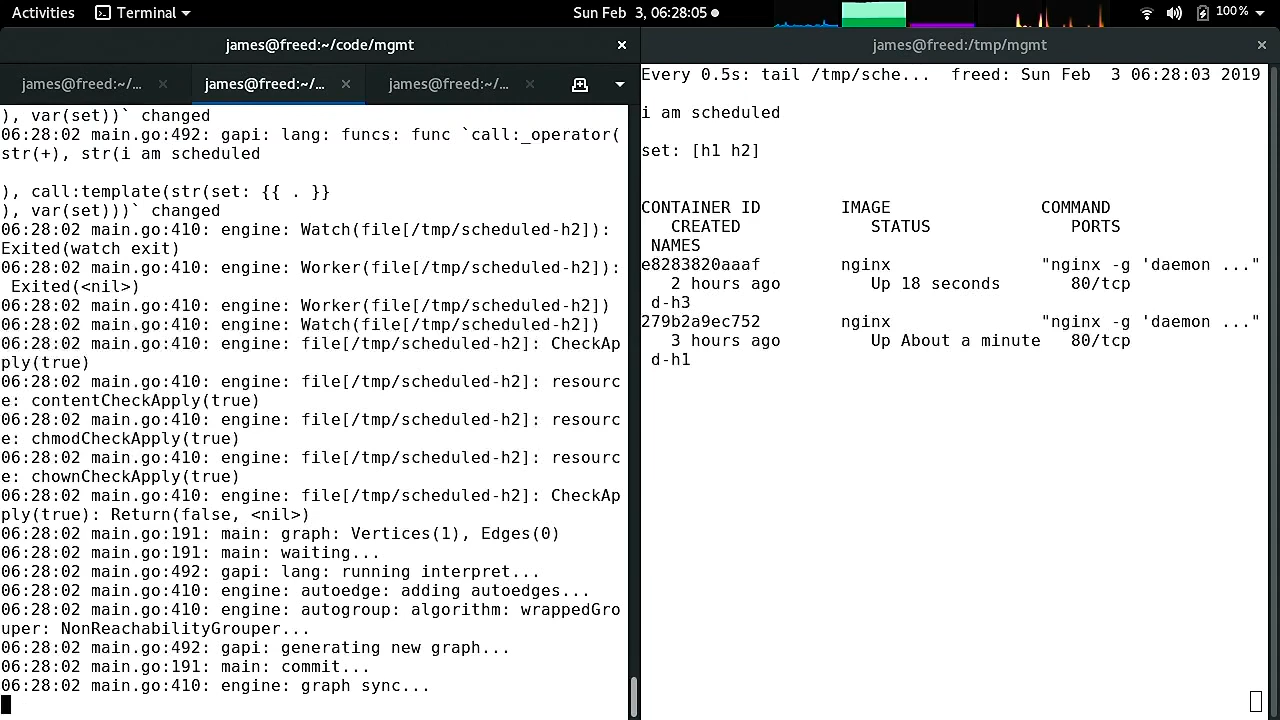 Activities Terminal Sun Feb 3, 06:28:05 100%
james@freed:~/code/mgmt
james@freed:~/... james@freed:~/... james@freed:~/...
), var(set))` changed
06:28:02 main.go:492: gapi: lang: funcs: func `call:_operator(
str(+), str(i am scheduled
), call:template(str(set: {{ . }}
), var(set)))` changed
06:28:02 main.go:410: engine: Watch(file[/tmp/scheduled-h2]):
Exited(watch exit)
06:28:02 main.go:410: engine: Worker(file[/tmp/scheduled-h2]):
Exited(<nil>)
06:28:02 main.go:410: engine: Worker(file[/tmp/scheduled-h2])
06:28:02 main.go:410: engine: Watch(file[/tmp/scheduled-h2])
06:28:02 main.go:410: engine: file[/tmp/scheduled-h2]: CheckAp
ply(true)
06:28:02 main.go:410: engine: file[/tmp/scheduled-h2]: resourc
e: contentCheckApply(true)
06:28:02 main.go:410: engine: file[/tmp/scheduled-h2]: resourc
e: chmodCheckApply(true)
06:28:02 main.go:410: engine: file[/tmp/scheduled-h2]: resourc
e: chownCheckApply(true)
06:28:02 main.go:410: engine: file[/tmp/scheduled-h2]: CheckAp
ply(true): Return(false, <nil>)
06:28:02 main.go:191: main: graph: Vertices(1), Edges(0)
06:28:02 main.go:191: main: waiting...
06:28:02 main.go:492: gapi: lang: running interpret...
06:28:02 main.go:410: engine: autoedge: adding autoedges...
06:28:02 main.go:410: engine: autogroup: algorithm: wrappedGro
uper: NonReachabilityGrouper...
06:28:02 main.go:492: gapi: generating new graph...
06:28:02 main.go:191: main: commit...
06:28:02 main.go:410: engine: graph sync...
james@freed:/tmp/mgmt
Every 0.5s: tail /tmp/sche... freed: Sun Feb 3 06:28:03 2019
i am scheduled
set: [h1 h2]
CONTAINER ID IMAGE COMMAND
CREATED STATUS PORTS
NAMES
e8283820aaaf nginx "nginx -g 'daemon ..."
2 hours ago Up 18 seconds 80/tcp
d-h3
279b2a9ec752 nginx "nginx -g 'daemon ..."
3 hours ago Up About a minute 80/tcp
d-h1